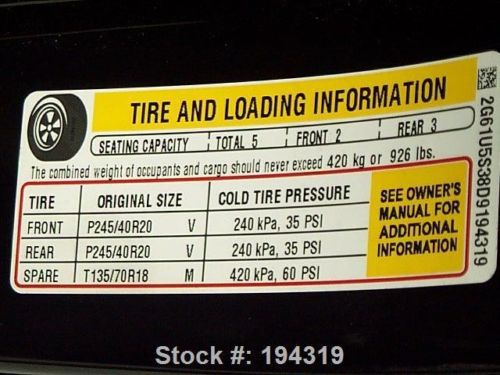 TIRE AND LOADING INFORMATION
SEATING CAPACITY TOTAL 5 FRONT 2 REAR 3
The combined weight of occupants and cargo should never exceed 420 kg or 926 lbs.
TIRE ORIGINAL SIZE COLD TIRE PRESSURE
FRONT P245/40R20 V 240 kPa, 35 PSI
REAR P245/40R20 V 240 kPa, 35 PSI
SPARE T135/70R18 M 420 kPa, 60 PSI
SEE OWNER'S
MANUAL FOR
ADDITIONAL
INFORMATION
2G61U5S38D9194319
Stock #: 194319